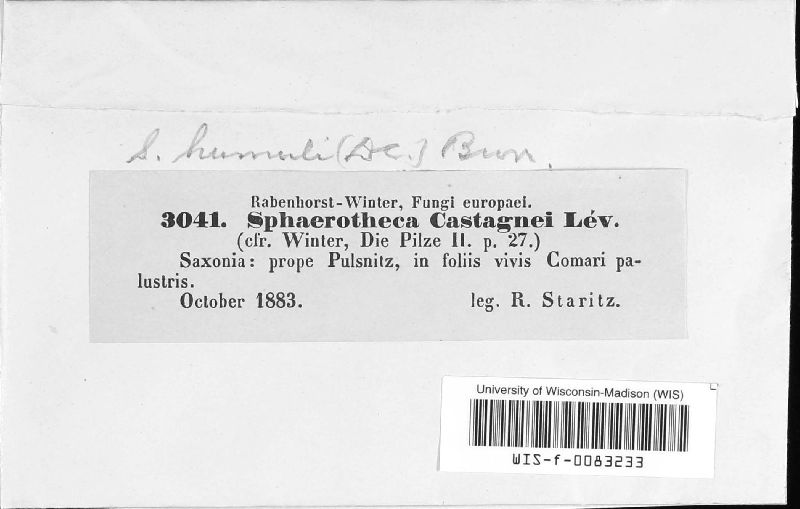 S. humuli (DC.) Burr.
Rabenhorst-Winter, Fungi europaei.
3041. Sphaerotheca Castagnei Lév.
(cfr. Winter, Die Pilze II. p. 27.)
Saxonia: prope Pulsnitz, in foliis vivis Comari pa-
lustris.
October 1883. leg. R. Staritz.
University of Wisconsin-Madison (WIS)
WIS-f-0083233